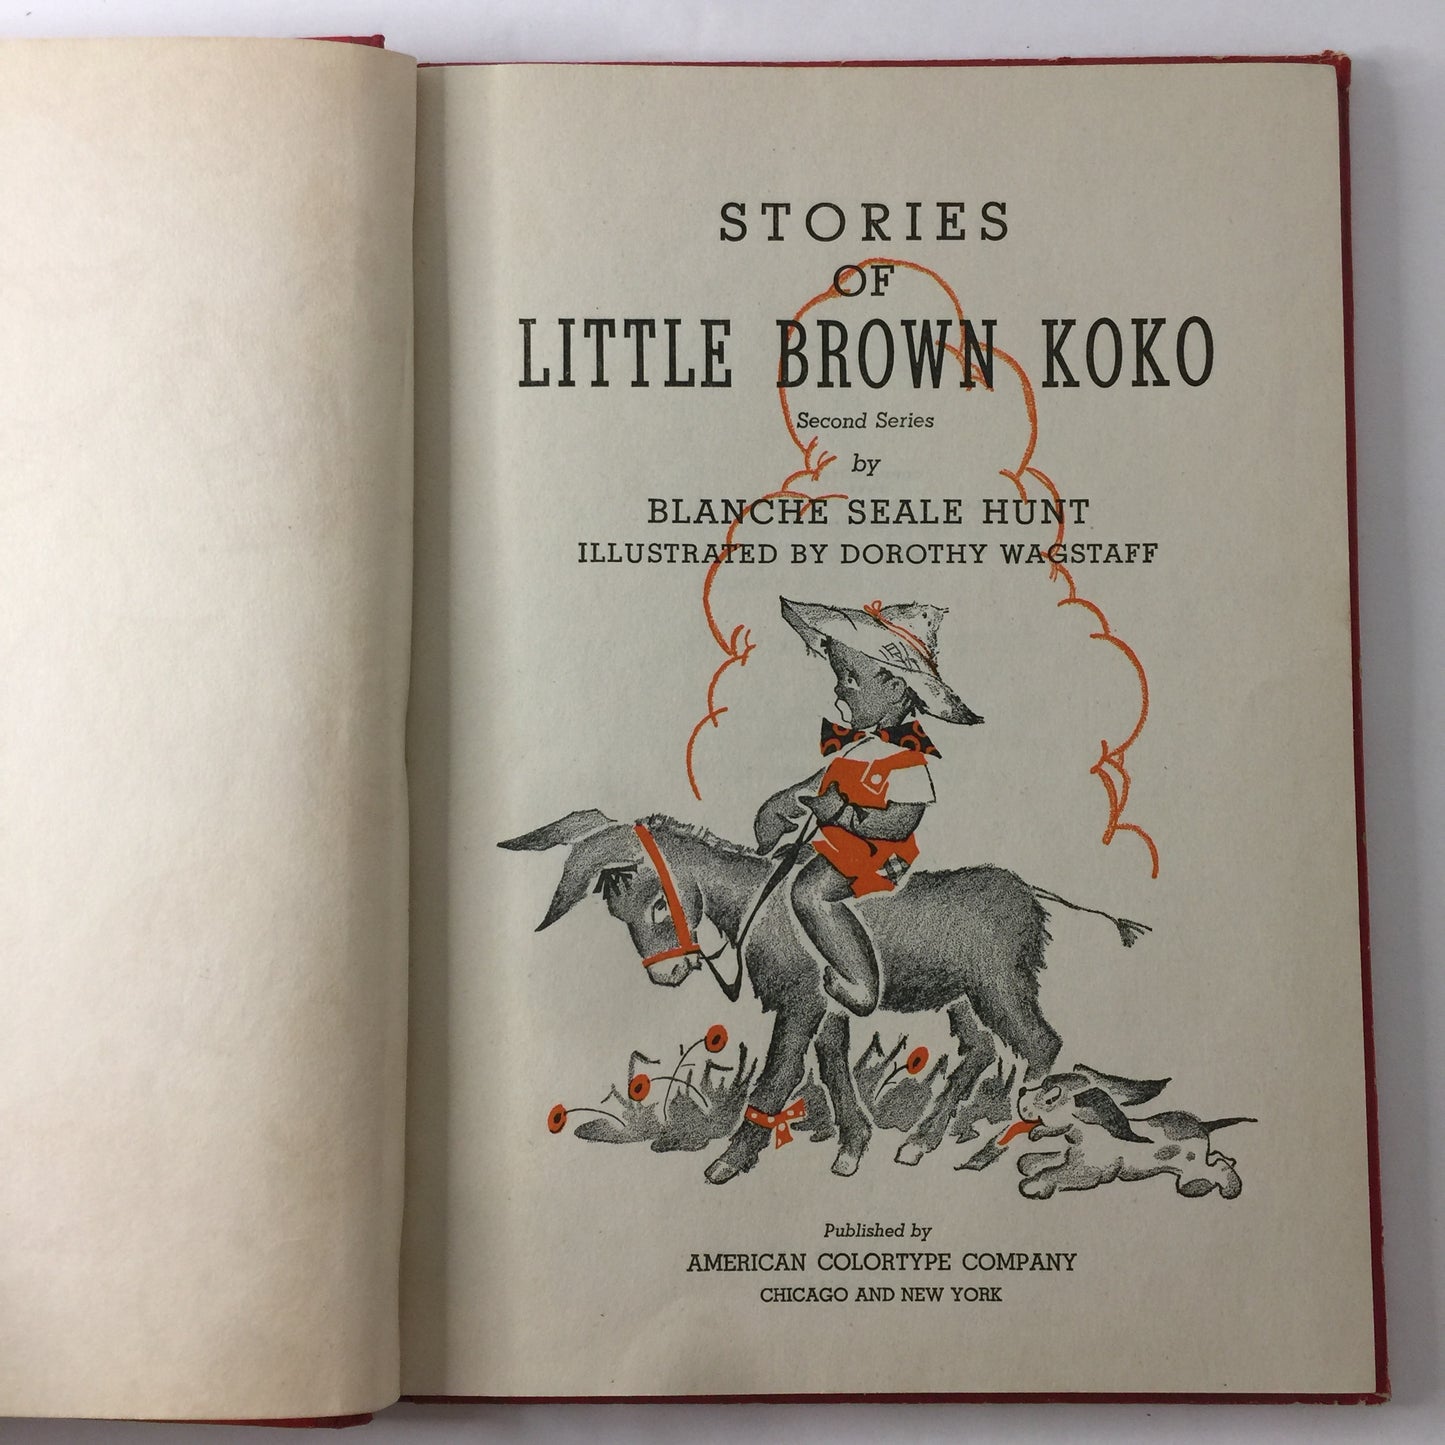 STORIES
OF
LITTLE BROWN KOKO
Second Series
by
BLANCHE SEALE HUNT
ILLUSTRATED BY DOROTHY WAGSTAFF
Published by
AMERICAN COLORTYPE COMPANY
CHICAGO AND NEW YORK